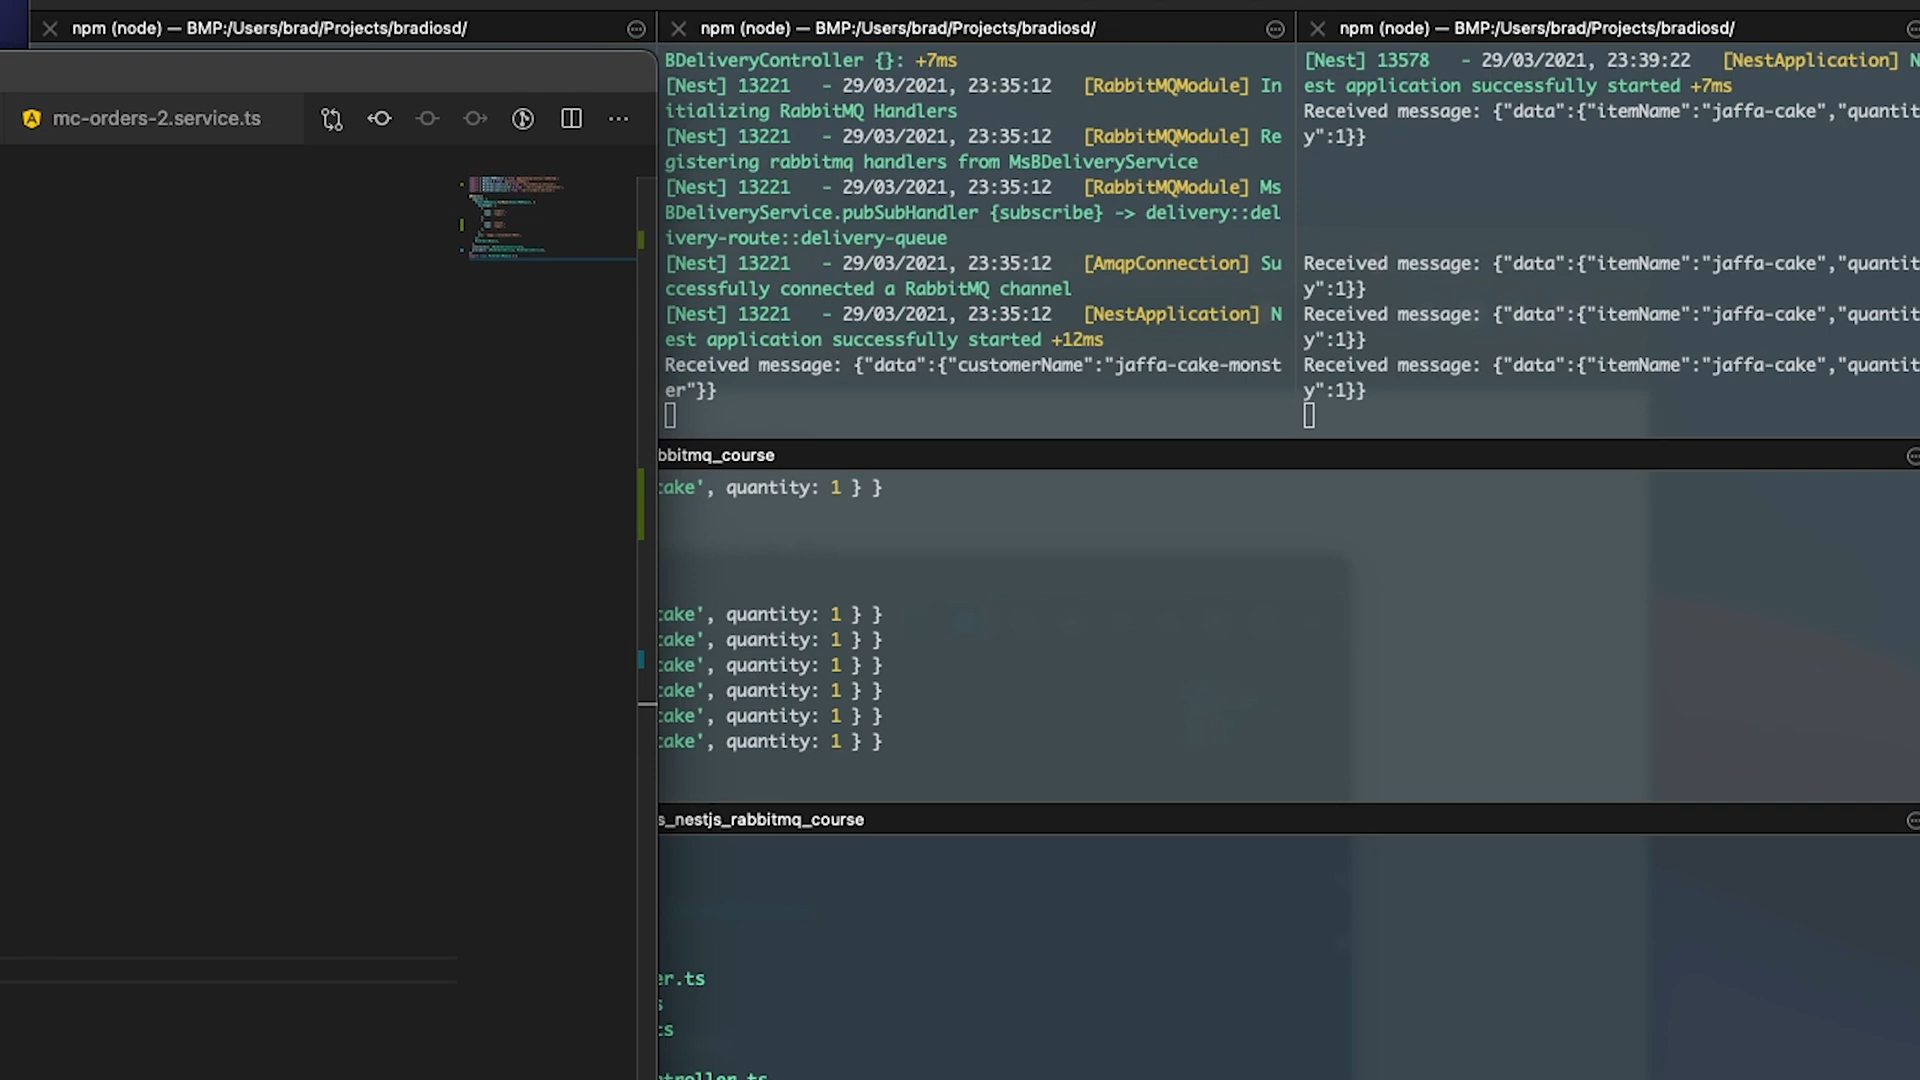 npm (node) — BMP:/Users/brad/Projects/bradiosd/
mc-orders-2.service.ts
npm (node) — BMP:/Users/brad/Projects/bradiosd/
BDeliveryController {}: +7ms
[Nest] 13221   - 29/03/2021, 23:35:12   [RabbitMQModule] In
itializing RabbitMQ Handlers
[Nest] 13221   - 29/03/2021, 23:35:12   [RabbitMQModule] Re
gistering rabbitmq handlers from MsBDeliveryService
[Nest] 13221   - 29/03/2021, 23:35:12   [RabbitMQModule] Ms
BDeliveryService.pubSubHandler {subscribe} -> delivery::del
ivery-route::delivery-queue
[Nest] 13221   - 29/03/2021, 23:35:12   [AmqpConnection] Su
ccessfully connected a RabbitMQ channel
[Nest] 13221   - 29/03/2021, 23:35:12   [NestApplication] N
est application successfully started +12ms
Received message: {"data":{"customerName":"jaffa-cake-monst
er"}}
npm (node) — BMP:/Users/brad/Projects/bradiosd/
[Nest] 13578   - 29/03/2021, 23:39:22   [NestApplication] N
est application successfully started +7ms
Received message: {"data":{"itemName":"jaffa-cake","quantit
y":1}}
Received message: {"data":{"itemName":"jaffa-cake","quantit
y":1}}
Received message: {"data":{"itemName":"jaffa-cake","quantit
y":1}}
Received message: {"data":{"itemName":"jaffa-cake","quantit
y":1}}
bbitmq_course
cake', quantity: 1 } }
cake', quantity: 1 } }
cake', quantity: 1 } }
cake', quantity: 1 } }
cake', quantity: 1 } }
cake', quantity: 1 } }
cake', quantity: 1 } }
s_nestjs_rabbitmq_course
er.ts
s
ts
troller.ts